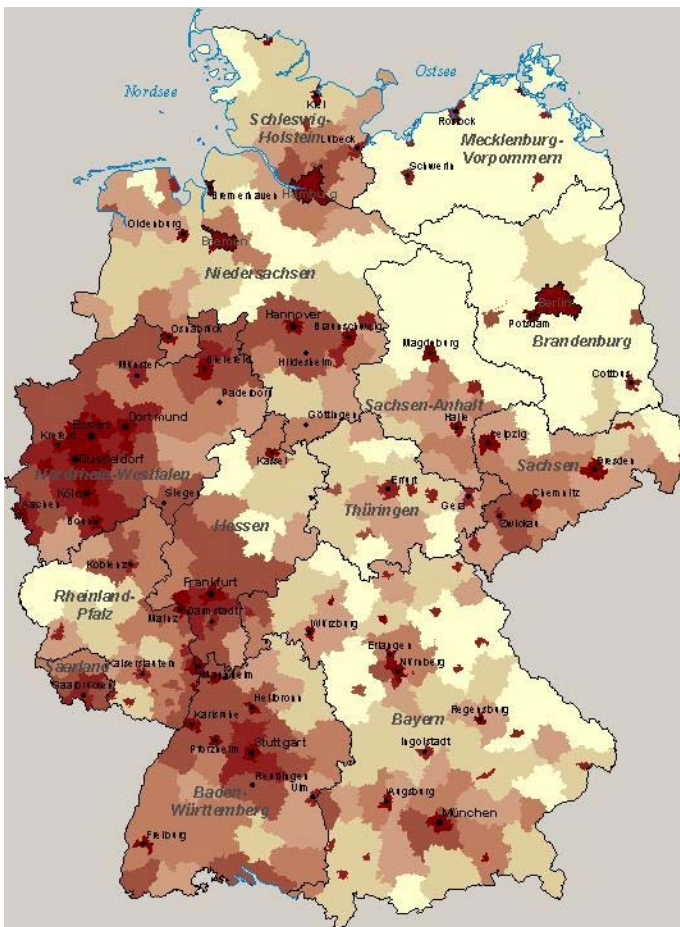 Ostsee
Nordsee
Kiel
Schleswig-
Holstein
Lübeck
Rostock
Mecklenburg-
Vorpommern
Schwerin
Bremerhauen
Hamburg
Oldenburg
Bremen
Niedersachsen
Berlin
Potsdam
Brandenburg
Osnabrück
Hannover
Braunschweig
Magdeburg
Münster
Bielefeld
Hildesheim
Cottbus
Paderborn
Sachsen-Anhalt
Dortmund
Essen
Krefeld
Göttingen
Halle
Leipzig
Düsseldorf
Kassel
Sachsen
Dresden
Nordrhein-Westfalen
Köln
Aachen
Siegen
Erfurt
Chemnitz
Gera
Thüringen
Zwickau
Bonn
Hessen
Koblenz
Rheinland-
Pfalz
Frankfurt
Mainz
Darmstadt
Würzburg
Erlangen
Nürnberg
Saarland
Kaiserslautern
Saarbrücken
Mannheim
Heilbronn
Regensburg
Bayern
Karlsruhe
Pforzheim
Stuttgart
Ingolstadt
Reutlingen
Ulm
Baden-
Württemberg
Augsburg
München
Freiburg